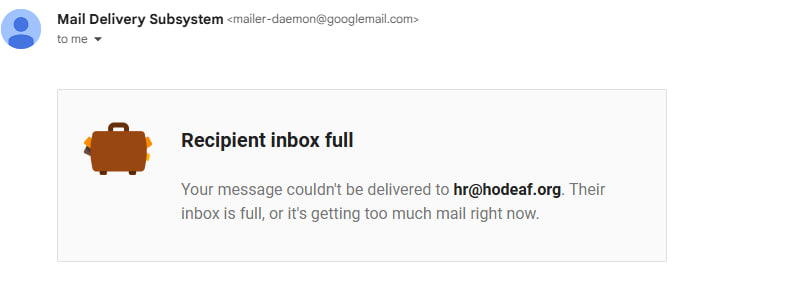 Mail Delivery Subsystem <mailer-daemon@googlemail.com>
to me
Recipient inbox full
Your message couldn't be delivered to hr@hodeaf.org. Their
inbox is full, or it's getting too much mail right now.